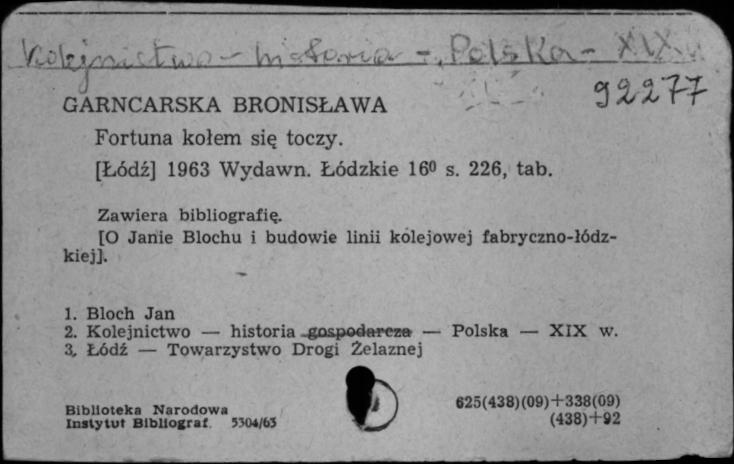 Kolejnictwo – historia – Polska – XIX w
92277
GARNCARSKA BRONISŁAWA
Fortuna kołem się toczy.
[Łódź] 1963 Wydawn. Łódzkie 16⁰ s. 226, tab.
Zawiera bibliografię.
[O Janie Blochu i budowie linii kolejowej fabryczno-łódz-
kiej].
1. Bloch Jan
2. Kolejnictwo — historia gospodarcza — Polska — XIX w.
3. Łódź — Towarzystwo Drogi Żelaznej
Biblioteka Narodowa
Instytut Bibliograf. 5304/63
625(438)(09)+338(09)
(438)+92